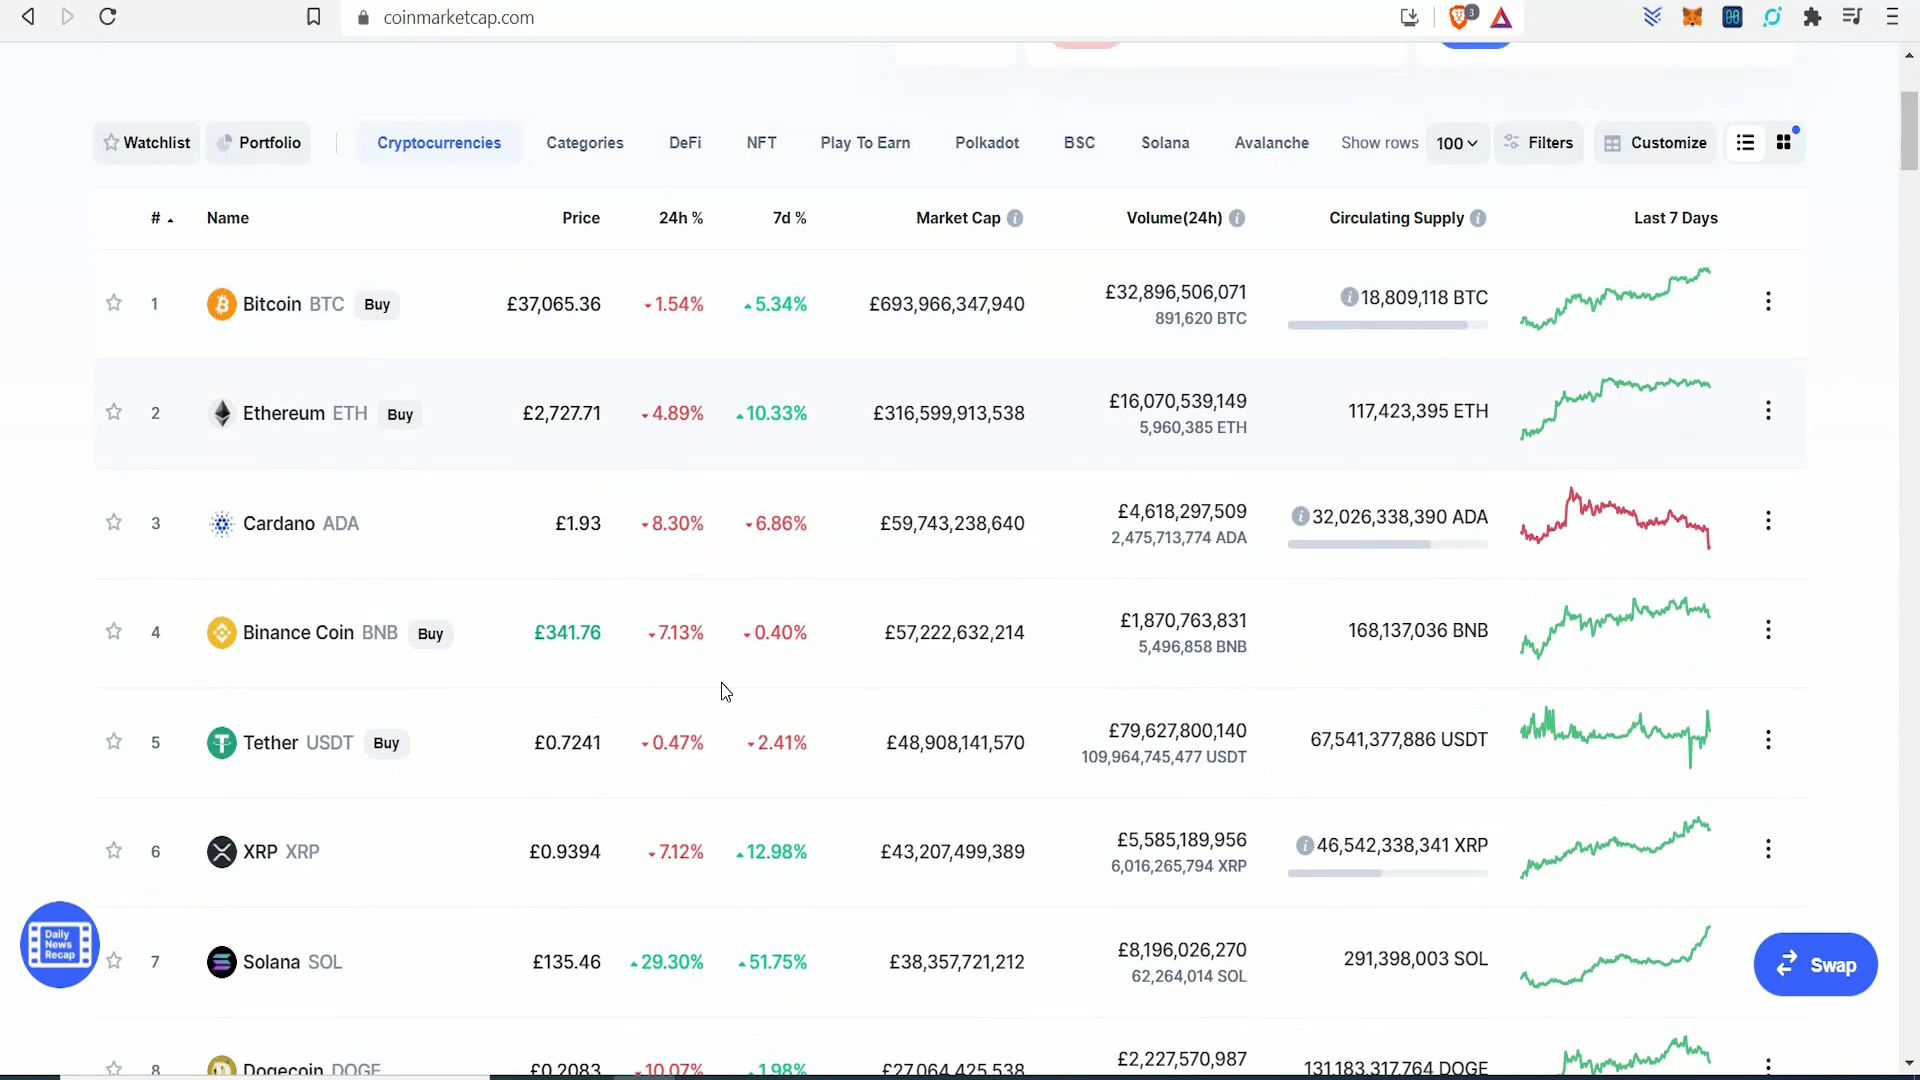 coinmarketcap.com
3
Watchlist
Portfolio
Cryptocurrencies
Categories
DeFi
NFT
Play To Earn
Polkadot
BSC
Solana
Avalanche
Show rows
100
Filters
Customize
# Name Price 24h % 7d % Market Cap Volume(24h) Circulating Supply Last 7 Days
1 Bitcoin BTC Buy £37,065.36 1.54% 5.34% £693,966,347,940 £32,896,506,071 18,809,118 BTC
891,620 BTC
2 Ethereum ETH Buy £2,727.71 4.89% 10.33% £316,599,913,538 £16,070,539,149 117,423,395 ETH
5,960,385 ETH
3 Cardano ADA £1.93 8.30% 6.86% £59,743,238,640 £4,618,297,509 32,026,338,390 ADA
2,475,713,774 ADA
4 Binance Coin BNB Buy £341.76 7.13% 0.40% £57,222,632,214 £1,870,763,831 168,137,036 BNB
5,496,858 BNB
5 Tether USDT Buy £0.7241 0.47% 2.41% £48,908,141,570 £79,627,800,140 67,541,377,886 USDT
109,964,745,477 USDT
6 XRP XRP £0.9394 7.12% 12.98% £43,207,499,389 £5,585,189,956 46,542,338,341 XRP
6,016,265,794 XRP
7 Solana SOL £135.46 29.30% 51.75% £38,357,721,212 £8,196,026,270 291,398,003 SOL
62,264,014 SOL
8 Dogecoin DOGE £0.2083 10.07% 1.98% £27,064,425,538 £2,227,570,987 131,183,317,764 DOGE
Daily
News
Recap
Swap